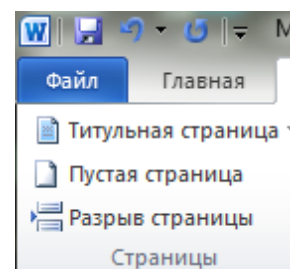 Файл Главная
Титульная страница
Пустая страница
Разрыв страницы
Страницы